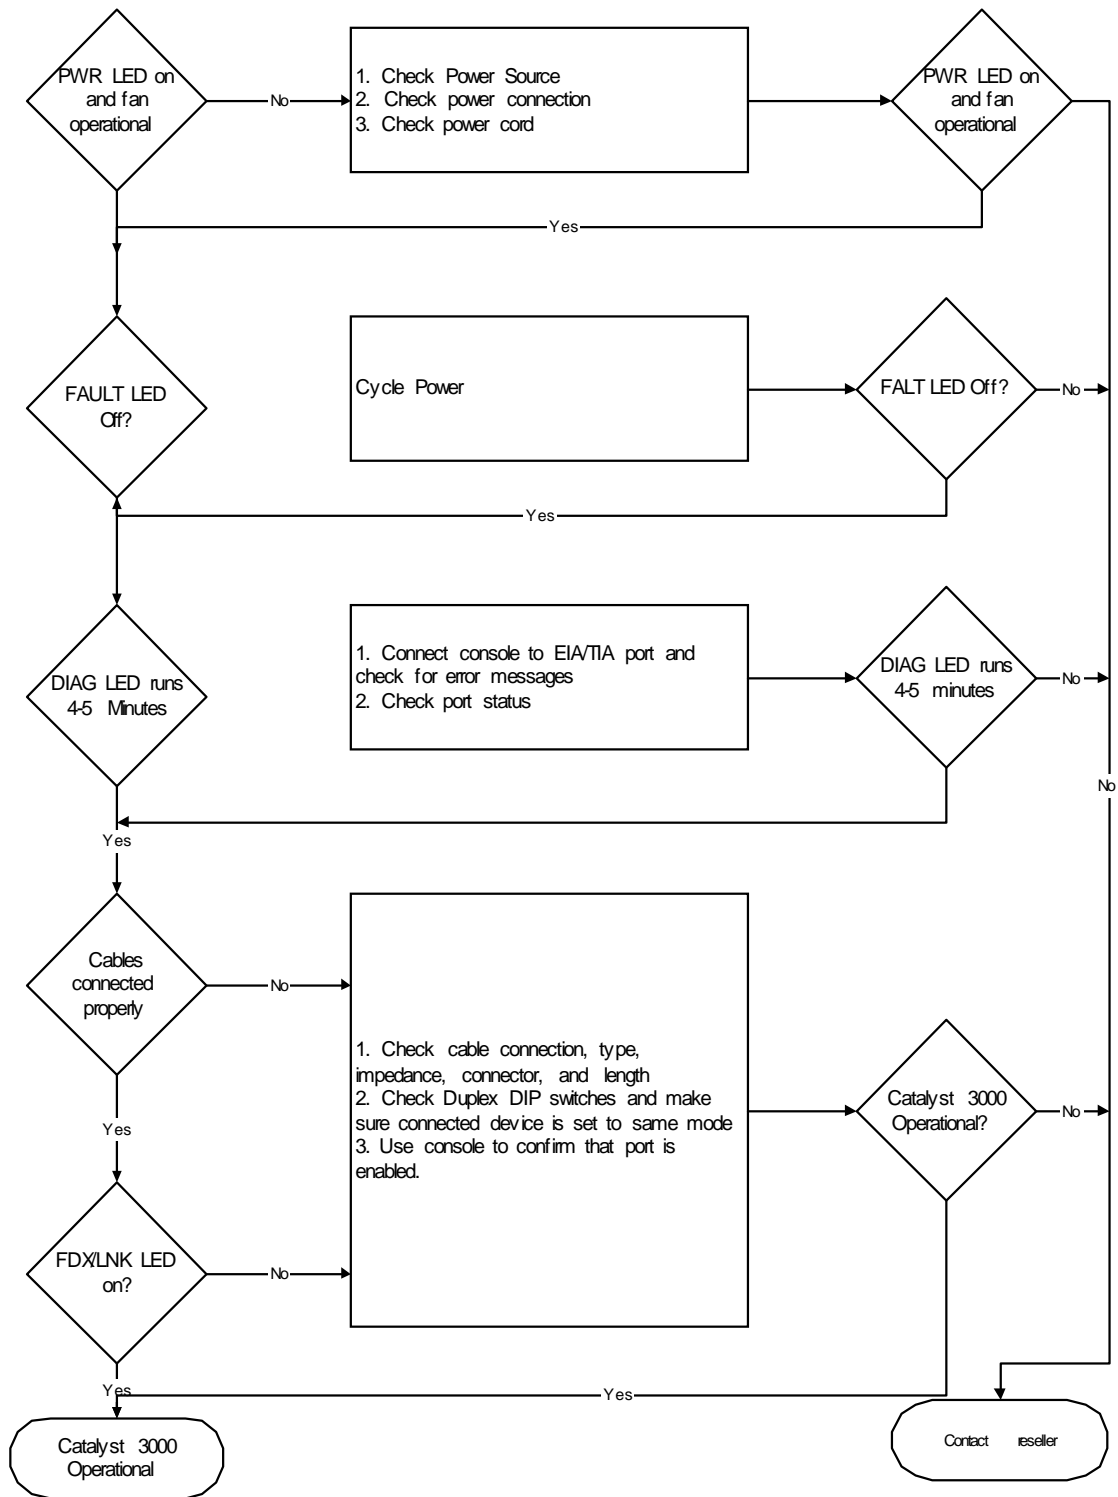 PWR LED on
and fan
operational
No
1. Check Power Source
2. Check power connection
3. Check power cord
PWR LED on
and fan
operational
Yes
FAULT LED
Off?
Cycle Power
FALT LED Off?
No
Yes
DIAG LED runs
4-5 Minutes
1. Connect console to EIA/TIA port and
check for error messages
2. Check port status
DIAG LED runs
4-5 minutes
No
No
Yes
Cables
connected
properly
No
1. Check cable connection, type,
impedance, connector, and length
2. Check Duplex DIP switches and make
sure connected device is set to same mode
3. Use console to confirm that port is
enabled.
Catalyst 3000
Operational?
No
Yes
FDX/LNK LED
on?
No
Yes
Yes
Catalyst 3000
Operational
Contact reseller